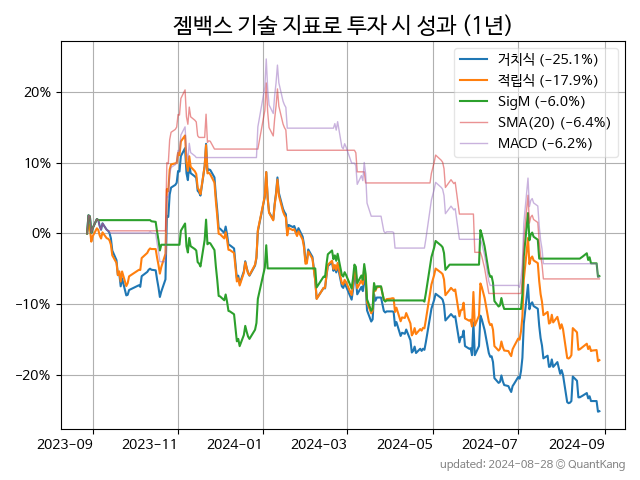 젬백스 기술 지표로 투자 시 성과 (1년)
거치식 (-25.1%)
적립식 (-17.9%)
SigM (-6.0%)
SMA(20) (-6.4%)
MACD (-6.2%)
20%
10%
0%
-10%
-20%
2023-09 2023-11 2024-01 2024-03 2024-05 2024-07 2024-09
updated: 2024-08-28 © QuantKang